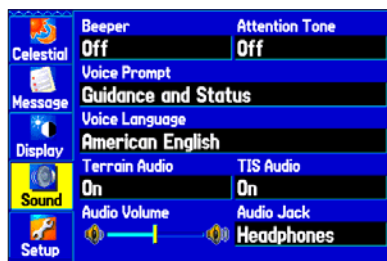 Beeper Attention Tone
Celestial Off Off
Voice Prompt
Message Guidance and Status
Voice Language
Display American English
Terrain Audio TIS Audio
Sound On On
Audio Volume Audio Jack
Setup Headphones